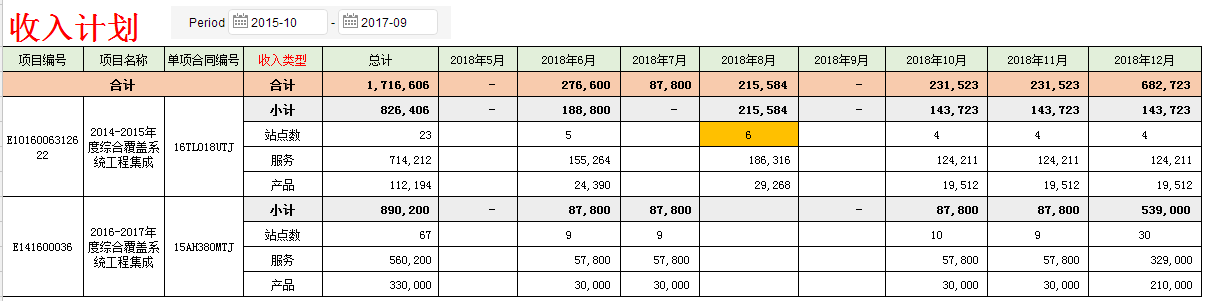 收入计划 Period 2015-10 - 2017-09
项目编号 项目名称 单项合同编号 收入类型 总计 2018年5月 2018年6月 2018年7月 2018年8月 2018年9月 2018年10月 2018年11月 2018年12月
合计 合计 1,716,606 - 276,600 87,800 215,584 - 231,523 231,523 682,723
E10160063126
22
2014-2015年
度综合覆盖系
统工程集成
16TL018UTJ
小计 826,406 - 188,800 - 215,584 - 143,723 143,723 143,723
站点数 23 5 6 4 4 4
服务 714,212 155,264 186,316 124,211 124,211 124,211
产品 112,194 24,390 29,268 19,512 19,512 19,512
E141600036
2016-2017年
度综合覆盖系
统工程集成
15AH380MTJ
小计 890,200 - 87,800 87,800 - 87,800 87,800 539,000
站点数 67 9 9 10 9 30
服务 560,200 57,800 57,800 57,800 57,800 329,000
产品 330,000 30,000 30,000 30,000 30,000 210,000